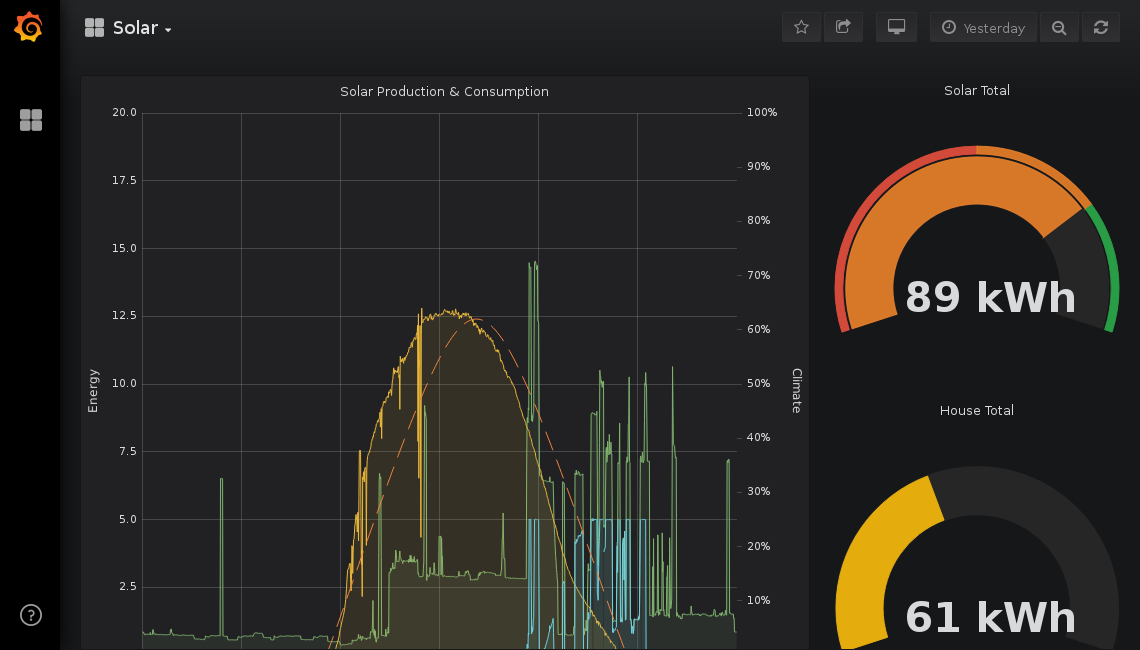 Solar
Yesterday
Solar Production & Consumption
20.0
17.5
15.0
12.5
10.0
7.5
5.0
2.5
Energy
100%
90%
80%
70%
60%
50%
40%
30%
20%
10%
Climate
Solar Total
89 kWh
House Total
61 kWh
?